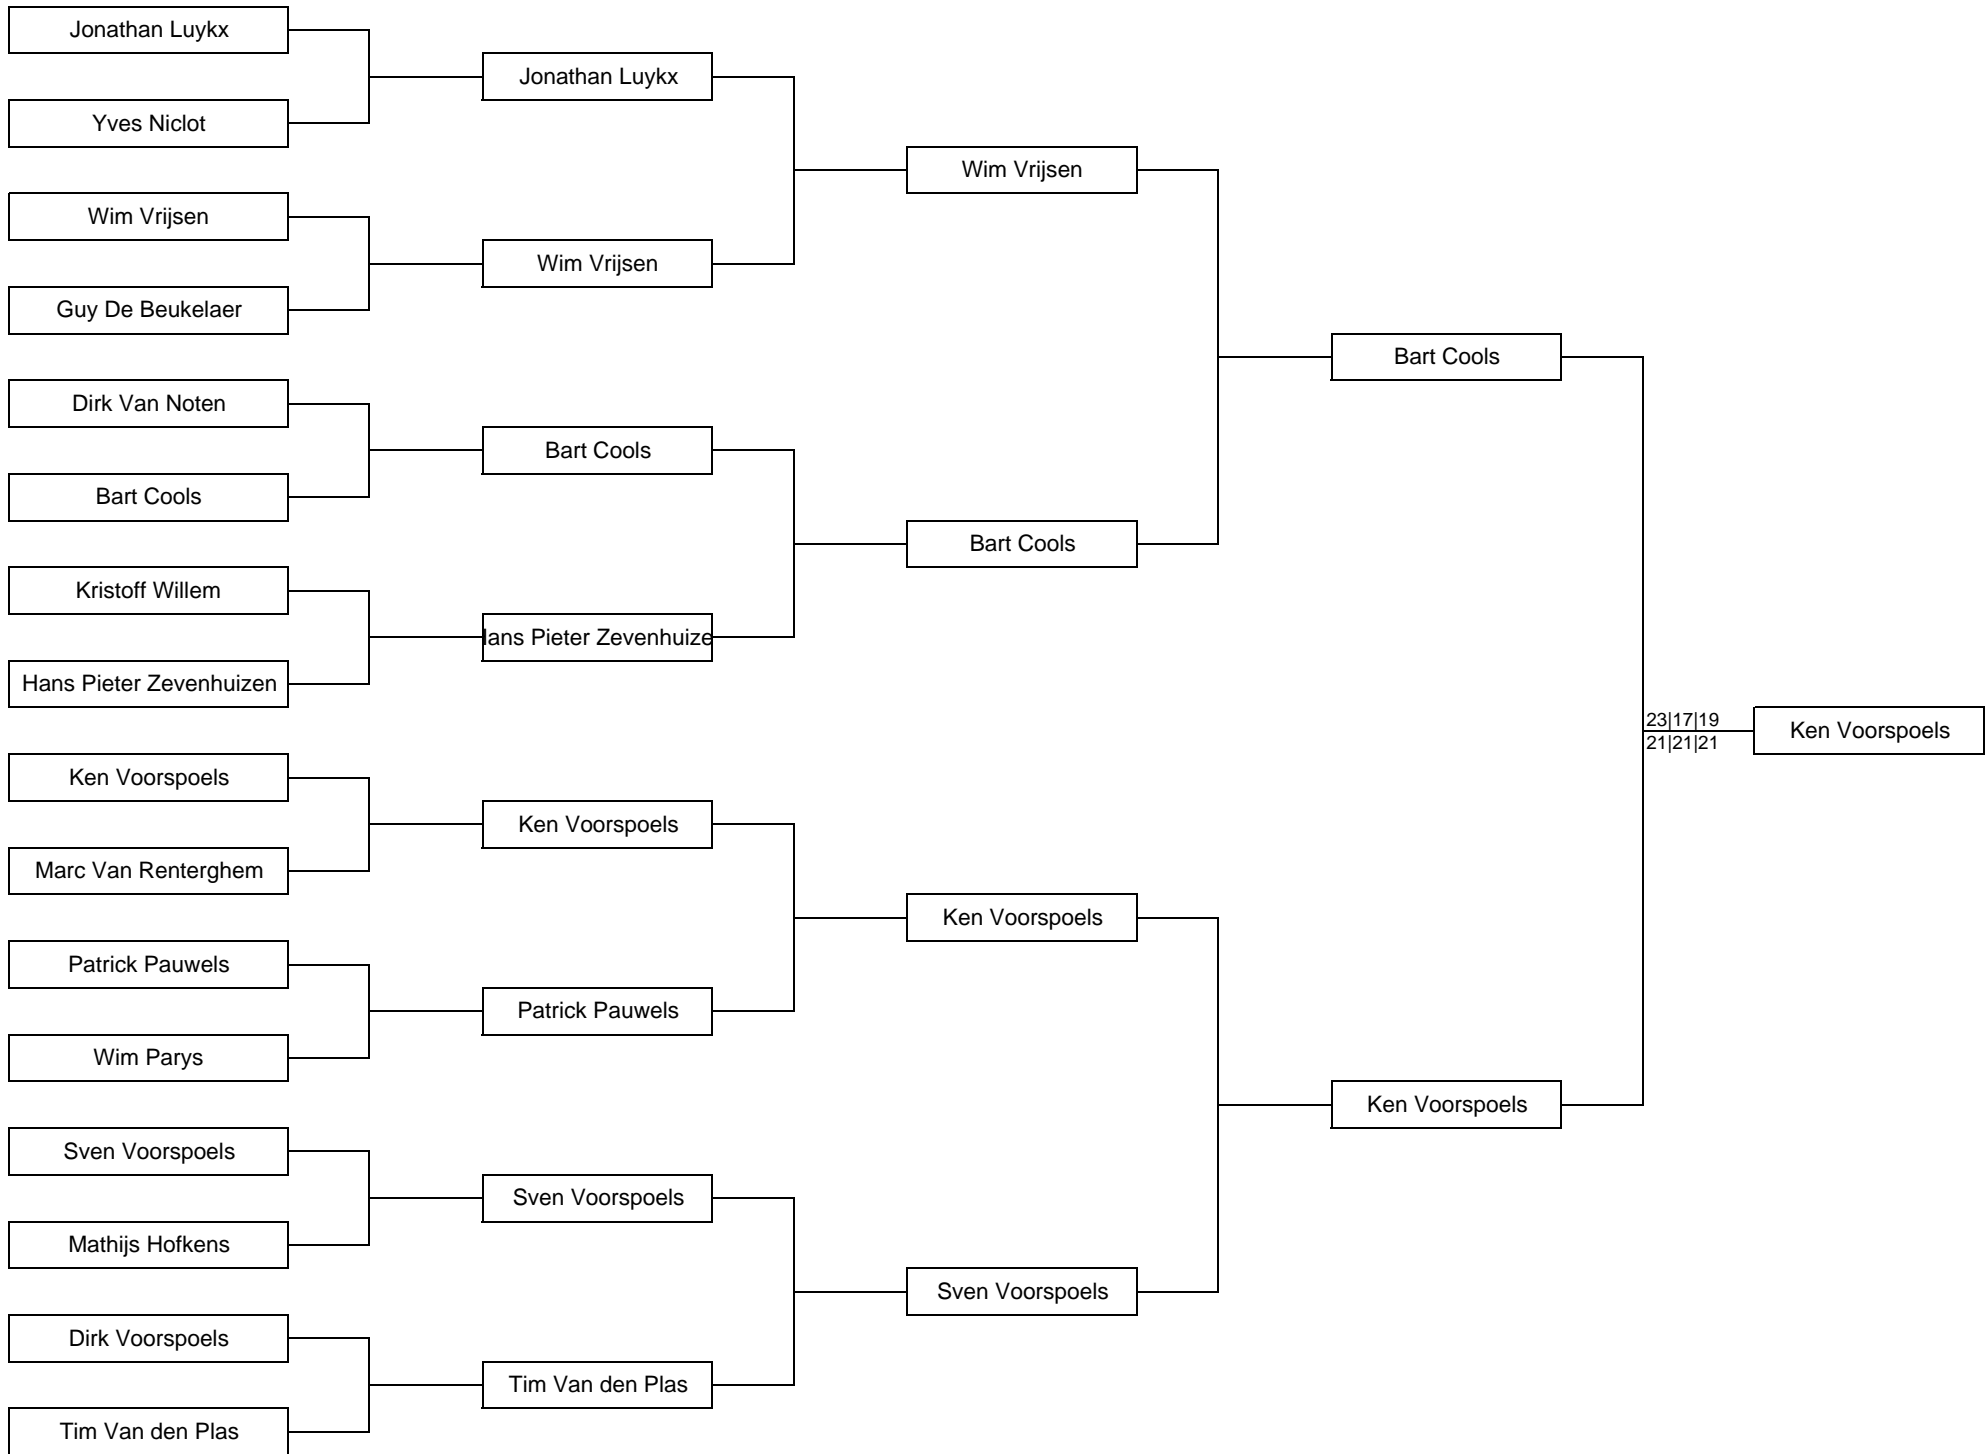 Jonathan Luykx
Yves Niclot
Wim Vrijsen
Guy De Beukelaer
Dirk Van Noten
Bart Cools
Kristoff Willem
Hans Pieter Zevenhuizen
Ken Voorspoels
Marc Van Renterghem
Patrick Pauwels
Wim Parys
Sven Voorspoels
Mathijs Hofkens
Dirk Voorspoels
Tim Van den Plas
Jonathan Luykx
Wim Vrijsen
Bart Cools
Hans Pieter Zevenhuize
Ken Voorspoels
Patrick Pauwels
Sven Voorspoels
Tim Van den Plas
Wim Vrijsen
Bart Cools
Ken Voorspoels
Sven Voorspoels
Bart Cools
Ken Voorspoels
23|17|19
21|21|21
Ken Voorspoels